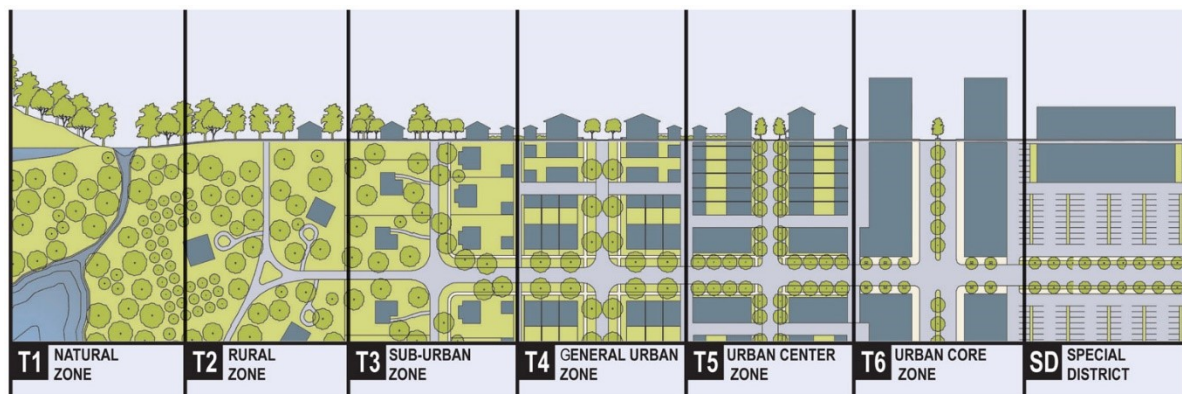 T1 NATURAL
ZONE
T2 RURAL
ZONE
T3 SUB-URBAN
ZONE
T4 GENERAL URBAN
ZONE
T5 URBAN CENTER
ZONE
T6 URBAN CORE
ZONE
SD SPECIAL
DISTRICT